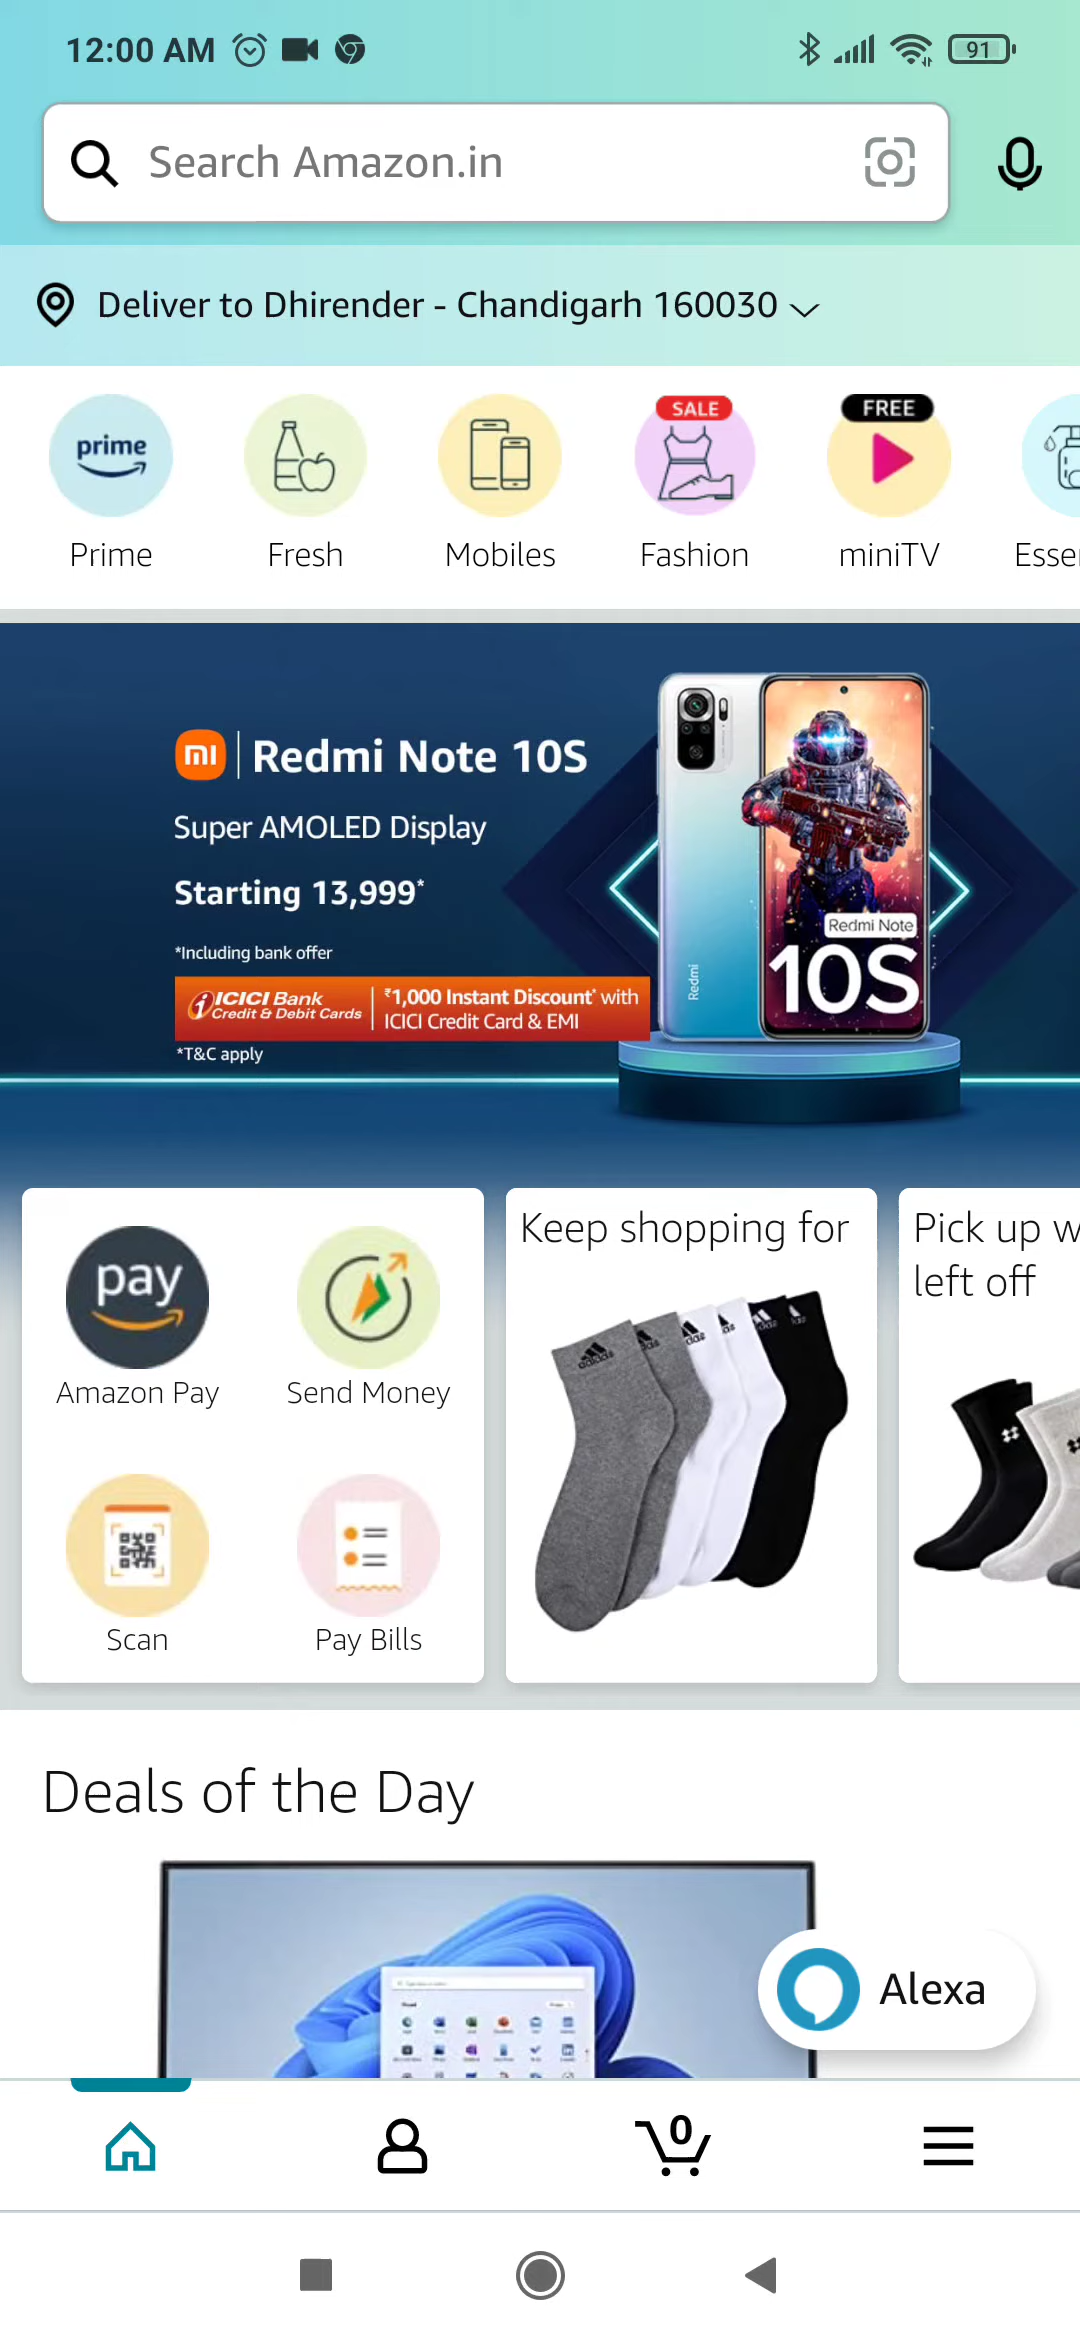 12:00 AM
91
Search Amazon.in
Deliver to Dhirender - Chandigarh 160030
prime
SALE
FREE
Prime
Fresh
Mobiles
Fashion
miniTV
Esse
mi
Redmi Note 10S
Super AMOLED Display
Starting 13,999*
*Including bank offer
ICICI Bank
Credit & Debit Cards
₹1,000 Instant Discount* with
ICICI Credit Card & EMI
*T&C apply
Redmi
Redmi Note
10S
pay
Amazon Pay
Send Money
Scan
Pay Bills
Keep shopping for
adidas
Pick up w
left off
Deals of the Day
Alexa
0